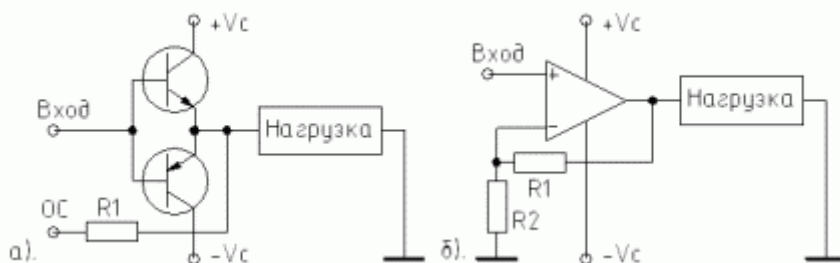 +Vc
Вход
Нагрузка
ОС
R1
а).
-Vc
+Vc
Вход
+
-
Нагрузка
R1
R2
б).
-Vc